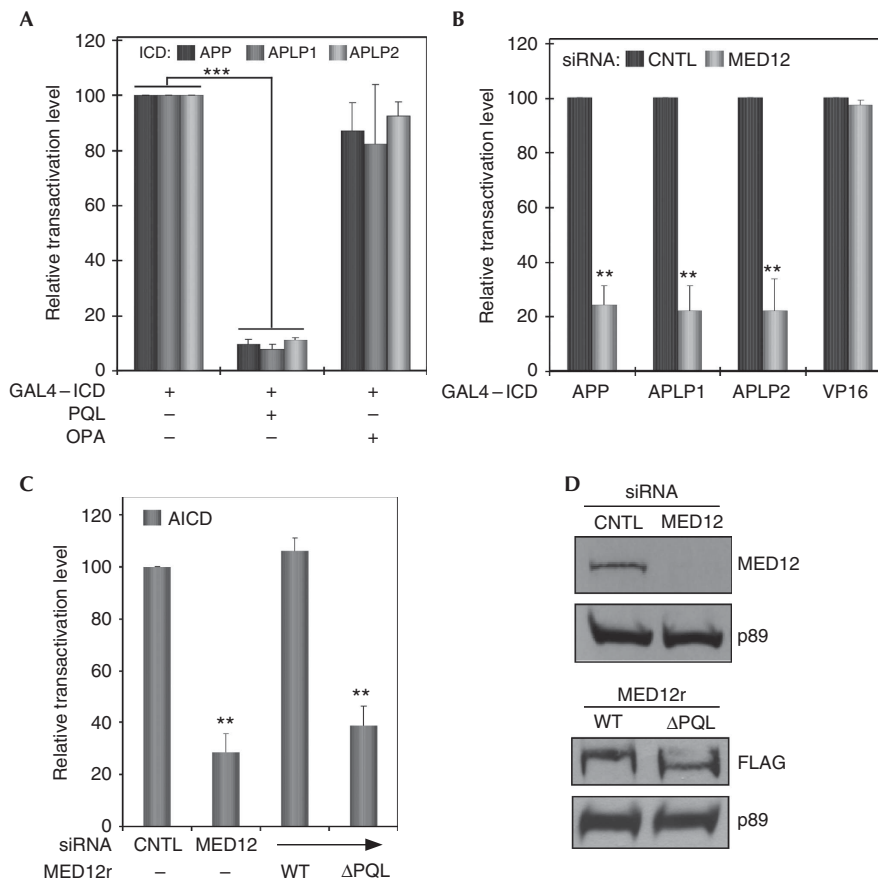 A
ICD: APP APLP1 APLP2
***
120
100
80
60
40
20
0
Relative transactivation level
GAL4–ICD + + +
PQL – + –
OPA – – +
B
siRNA: CNTL MED12
120
100
80
60
40
20
0
Relative transactivation level
** ** **
GAL4–ICD APP APLP1 APLP2 VP16
C
AICD
120
100
80
60
40
20
0
Relative transactivation level
** **
siRNA CNTL MED12
MED12r – – WT ΔPQL
D
siRNA
CNTL MED12
MED12
p89
MED12r
WT ΔPQL
FLAG
p89